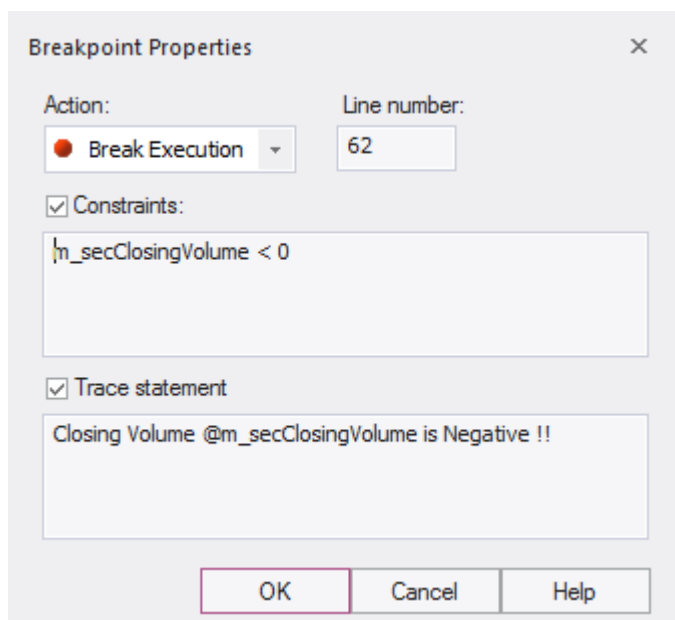 Breakpoint Properties
Action:
Line number:
Break Execution
62
Constraints:
m_secClosingVolume < 0
Trace statement
Closing Volume @m_secClosingVolume is Negative !!
OK
Cancel
Help